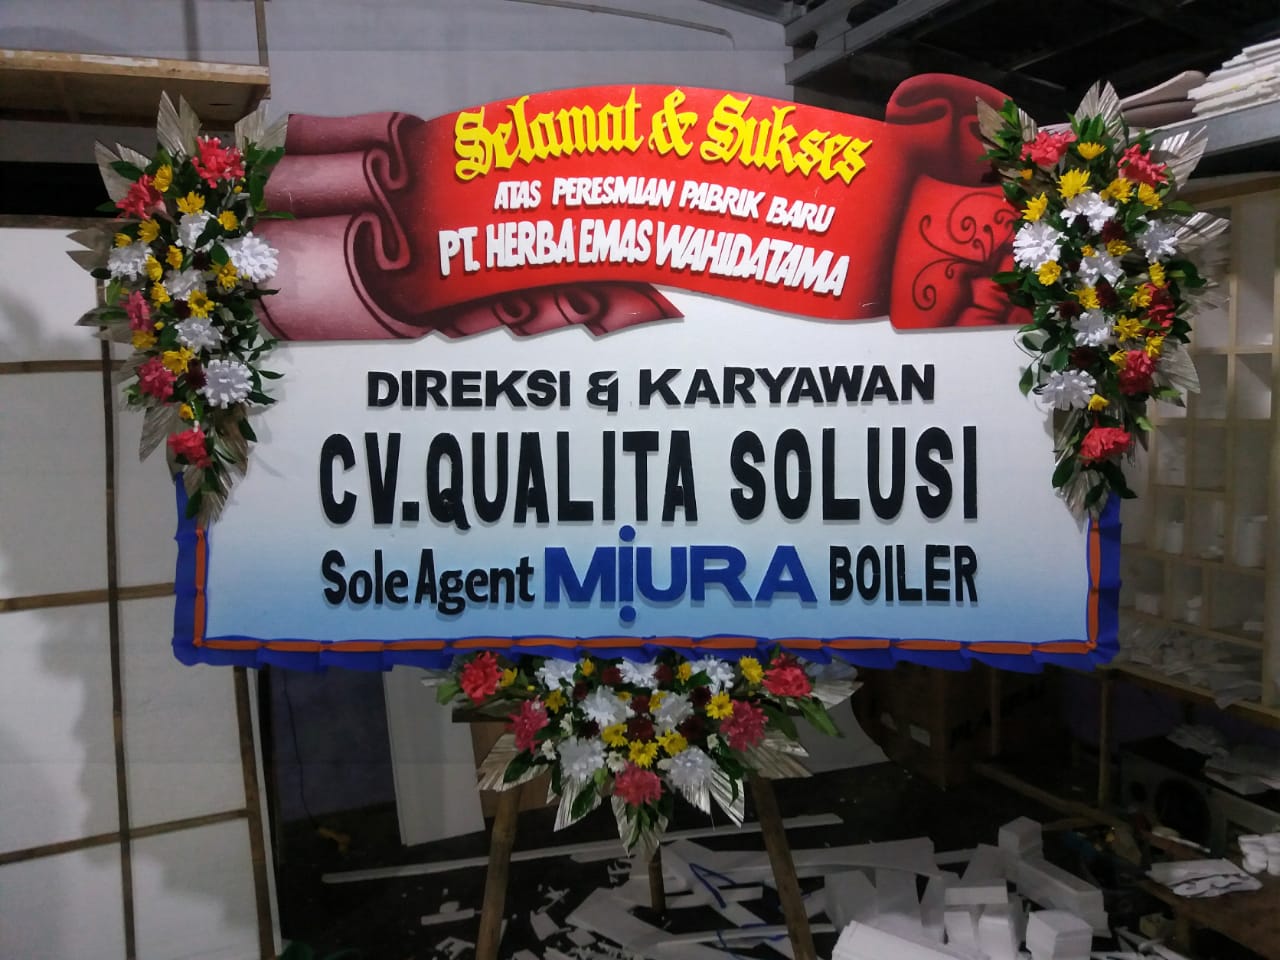 Selamat & Sukses
ATAS PERESMIAN PABRIK BARU
PT. HERBA EMAS WAHIDATAMA
DIREKSI & KARYAWAN
CV. QUALITA SOLUSI
Sole Agent MiURA BOILER